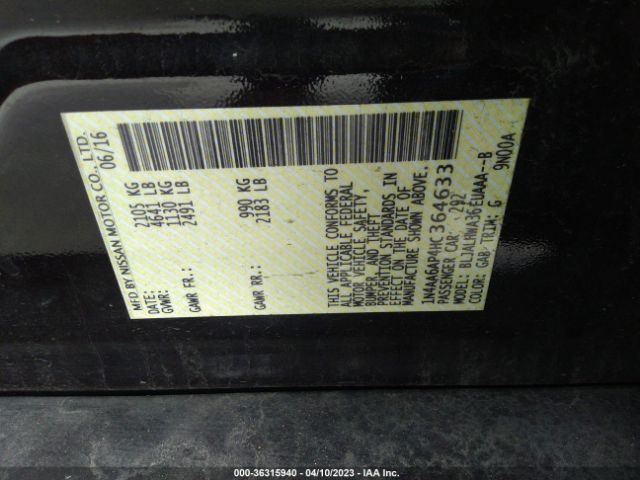 MFD BY NISSAN MOTOR CO., LTD.
DATE: 06/16
GVWR: 2105 KG
4641 LB
GAWR FR.: 1130 KG
2491 LB
GAWR RR.: 990 KG
2183 LB
THIS VEHICLE CONFORMS TO
ALL APPLICABLE FEDERAL
MOTOR VEHICLE SAFETY,
BUMPER, AND THEFT
PREVENTION STANDARDS IN
EFFECT ON THE DATE OF
MANUFACTURE SHOWN ABOVE.
1N4AA6AP4HC364633
PASSENGER CAR 292
MODEL: BLJALHWA36EUAAAA--B
COLOR: GAB TRIM: G 9N00A
000-36315940 - 04/10/2023 - IAA Inc.